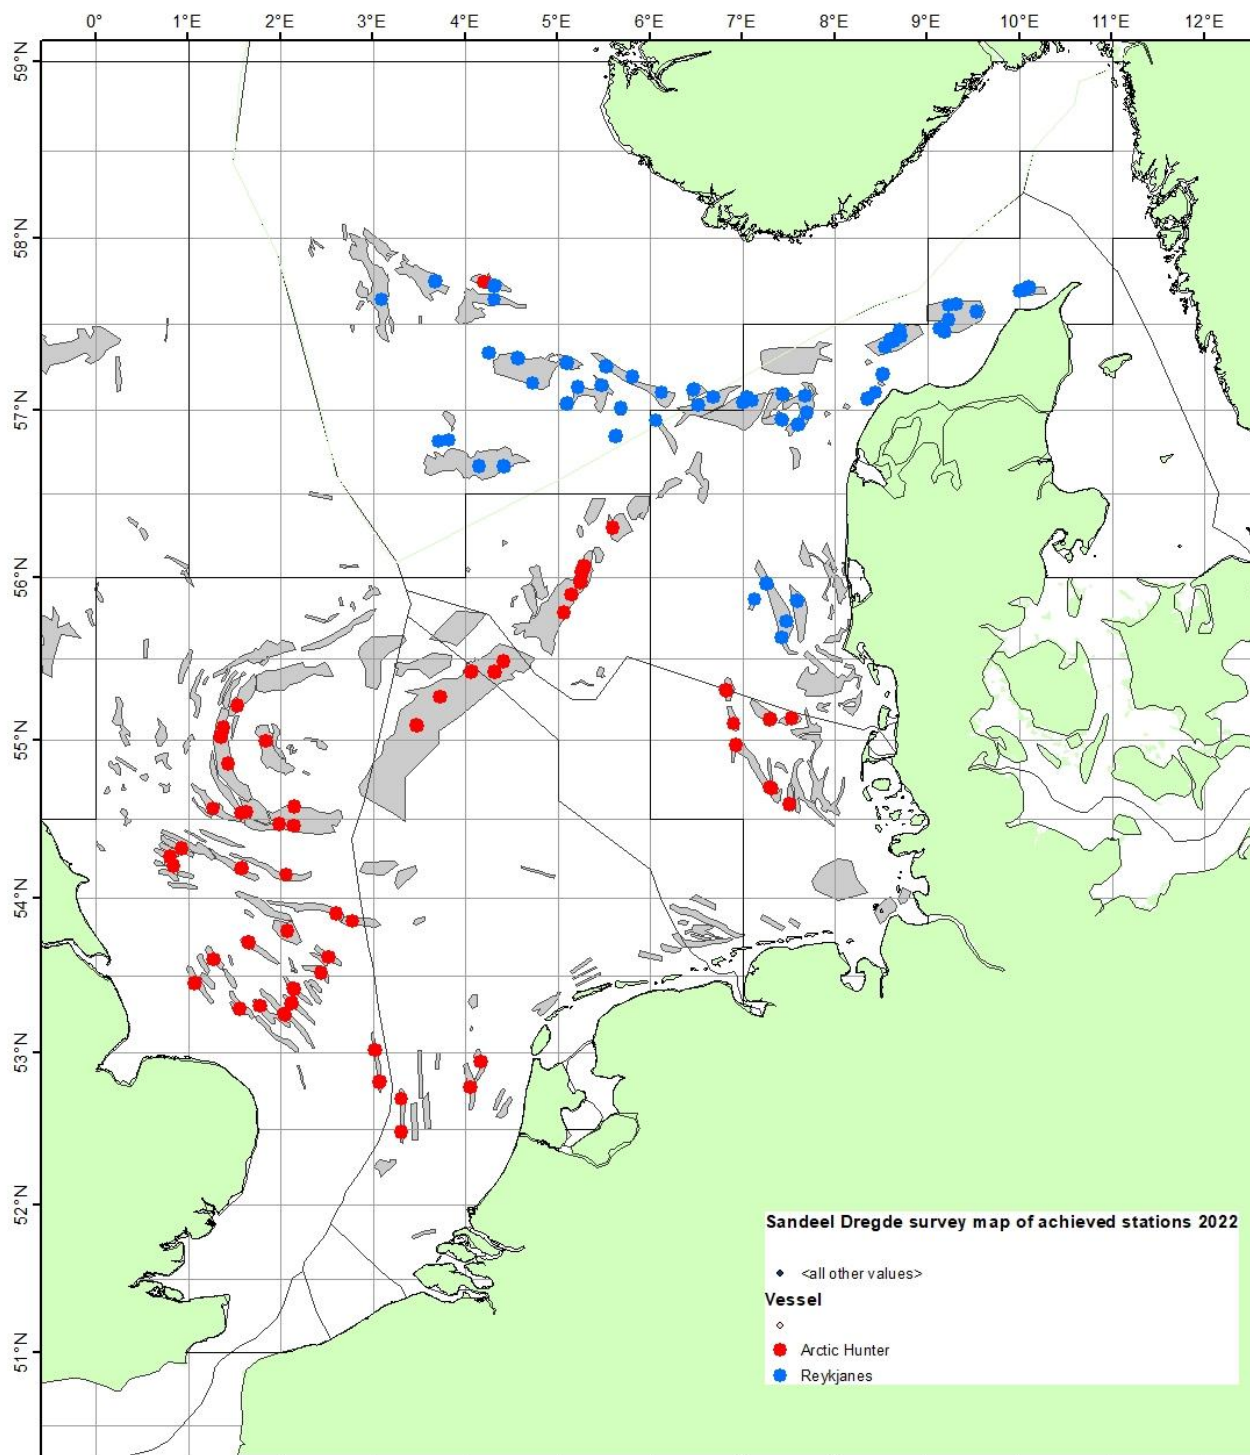 0° 1°E 2°E 3°E 4°E 5°E 6°E 7°E 8°E 9°E 10°E 11°E 12°E
59°N
58°N
57°N
56°N
55°N
54°N
53°N
52°N
51°N
Sandeel Dregde survey map of achieved stations 2022
<all other values>
Vessel
Arctic Hunter
Reykjanes